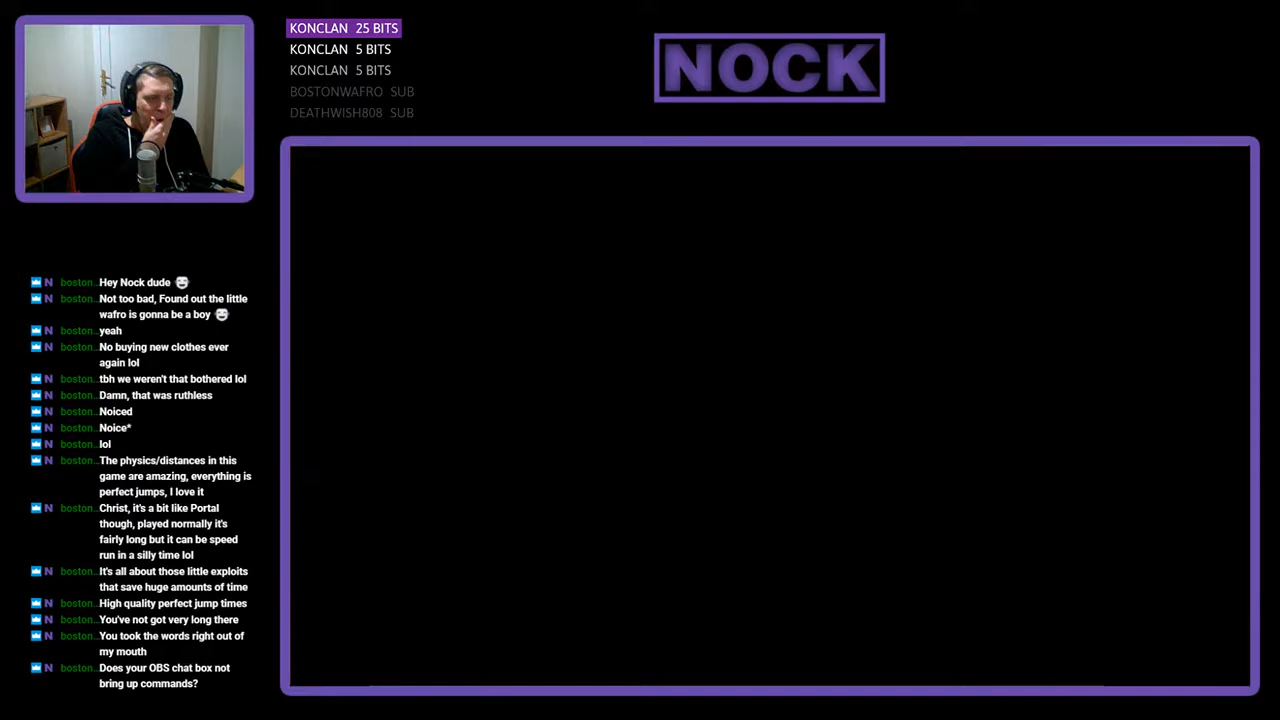 KONCLAN 25 BITS
KONCLAN 5 BITS
KONCLAN 5 BITS
BOSTONWAFRO SUB
DEATHWISH808 SUB
NOCK
N boston.. Hey Nock dude
N boston.. Not too bad, Found out the little
wafro is gonna be a boy
N boston.. yeah
N boston.. No buying new clothes ever
again lol
N boston.. tbh we weren't that bothered lol
N boston.. Damn, that was ruthless
N boston.. Noiced
N boston.. Noice*
N boston.. lol
N boston.. The physics/distances in this
game are amazing, everything is
perfect jumps, I love it
N boston.. Christ, it's a bit like Portal
though, played normally it's
fairly long but it can be speed
run in a silly time lol
N boston.. It's all about those little exploits
that save huge amounts of time
N boston.. High quality perfect jump times
N boston.. You've not got very long there
N boston.. You took the words right out of
my mouth
N boston.. Does your OBS chat box not
bring up commands?